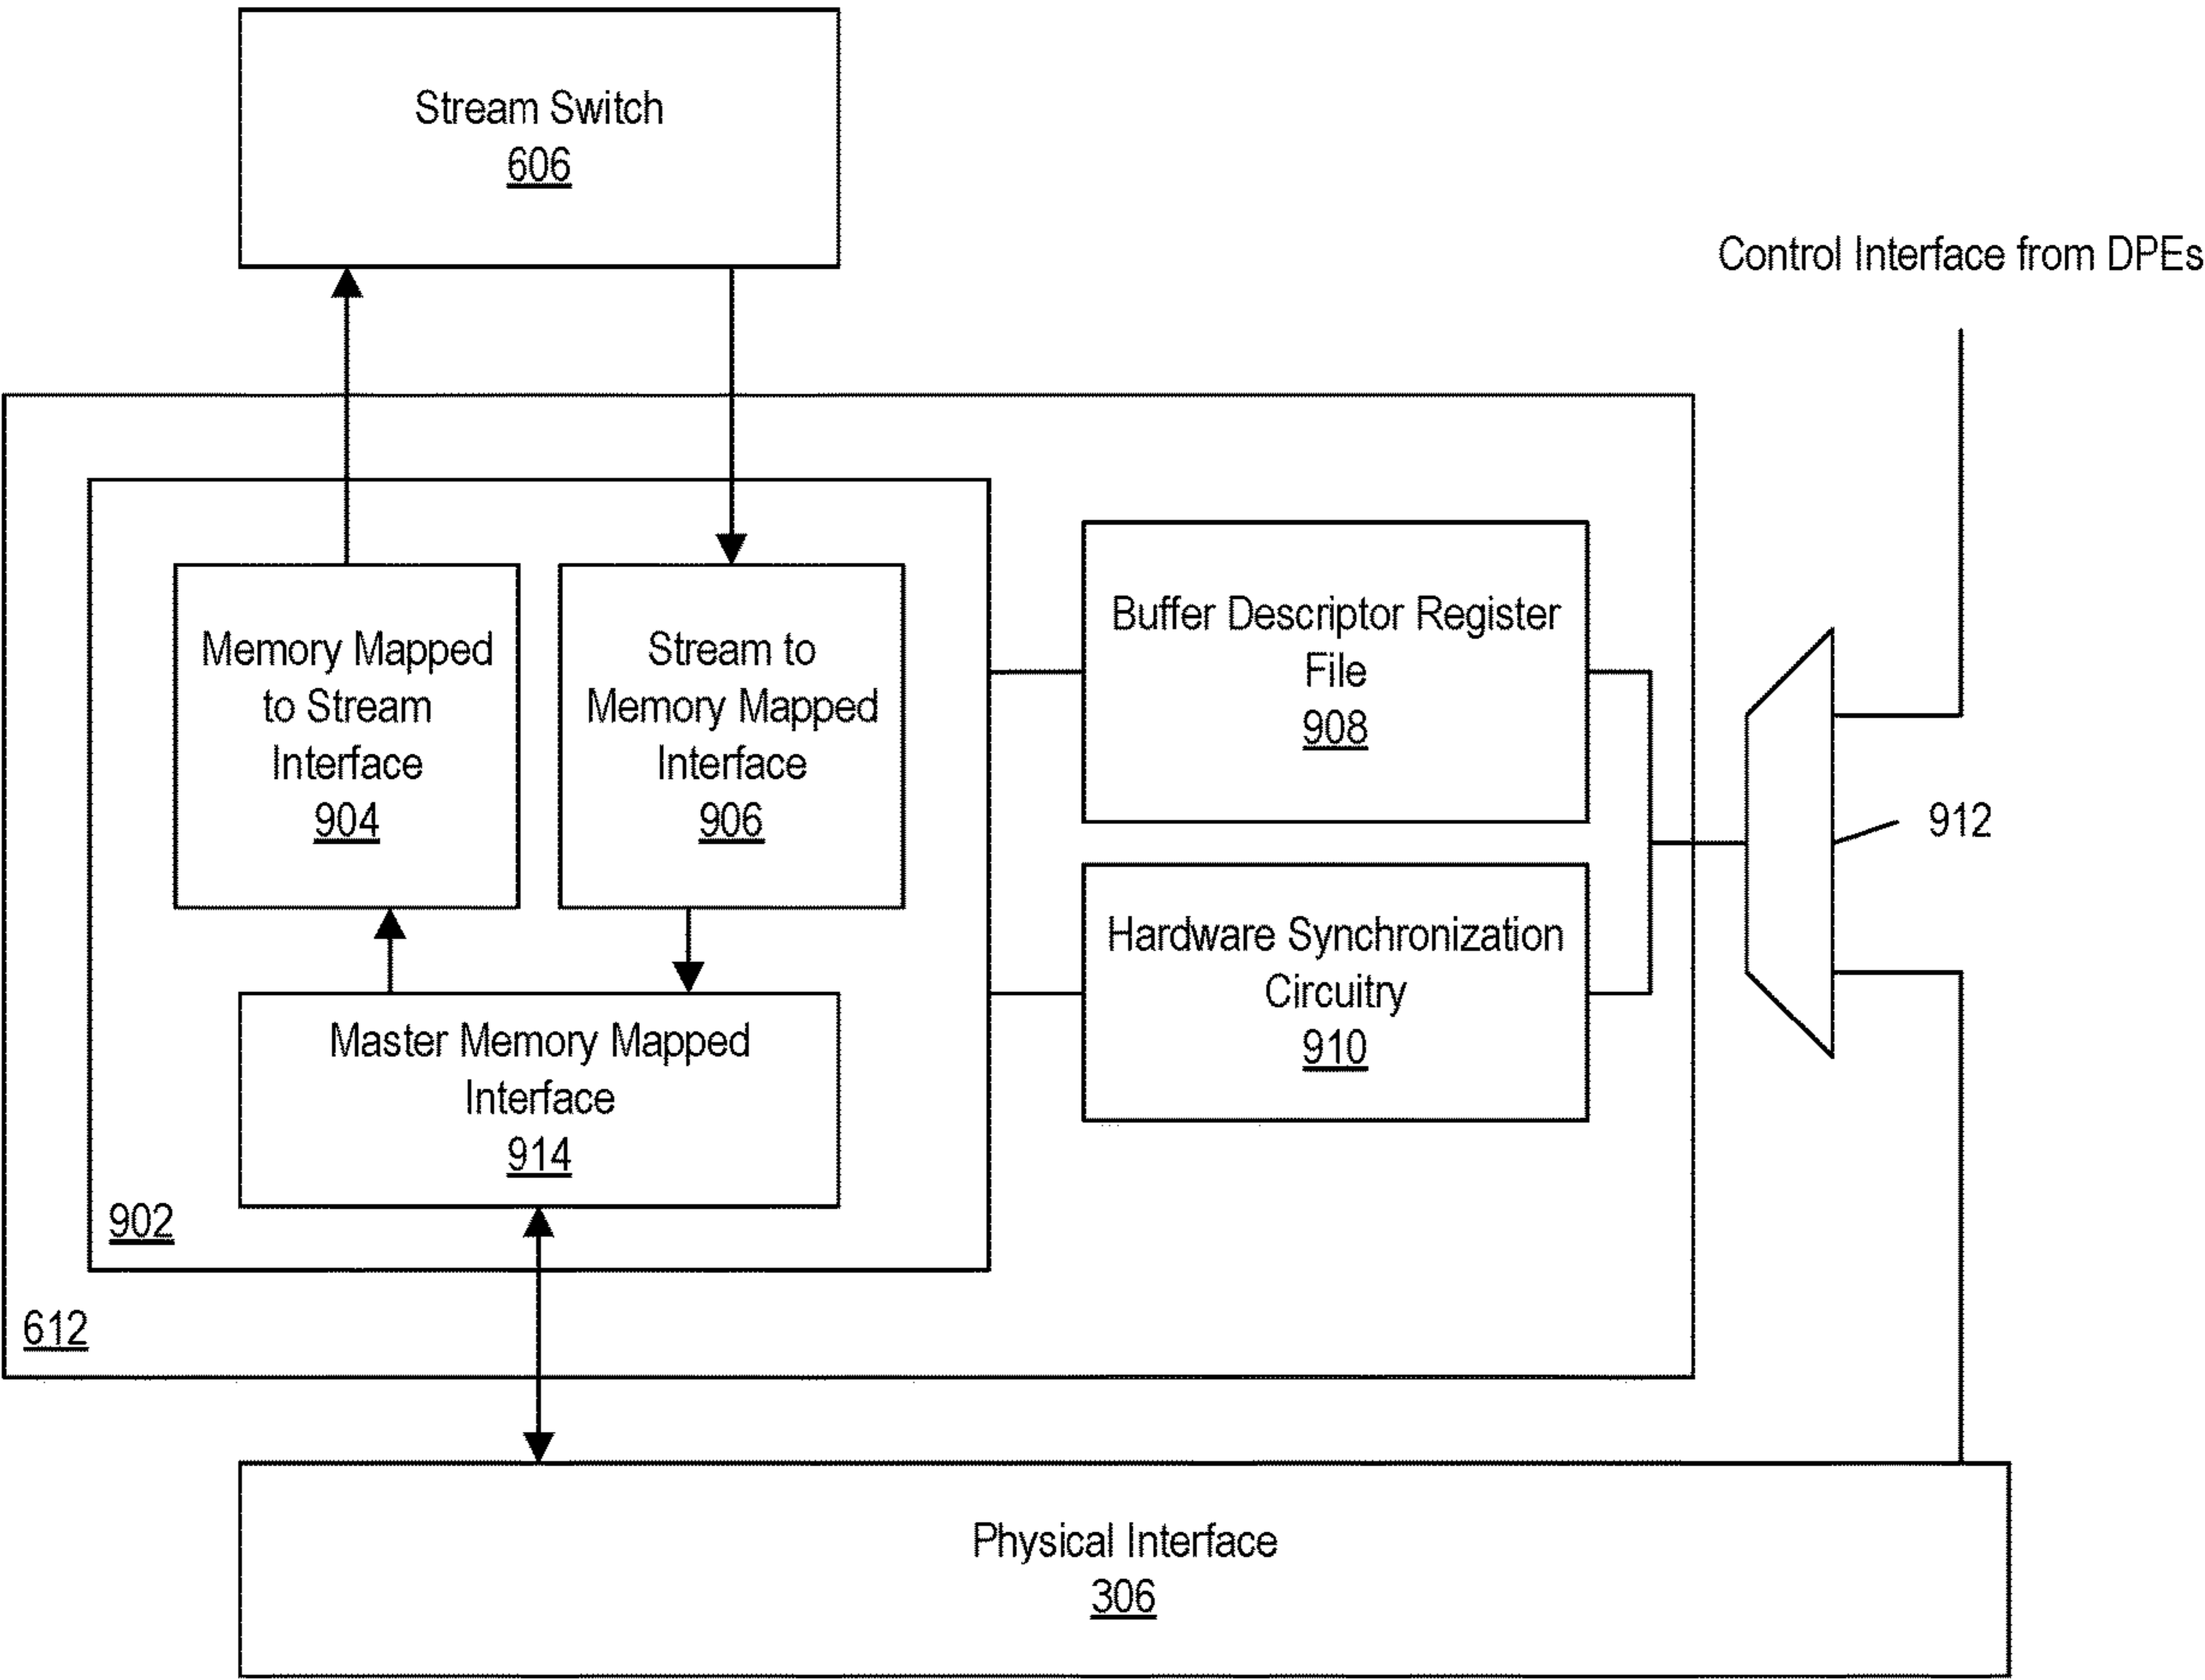 Stream Switch
606
Control Interface from DPEs
Memory Mapped
to Stream
Interface
904
Stream to
Memory Mapped
Interface
906
Buffer Descriptor Register
File
908
912
Hardware Synchronization
Circuitry
910
Master Memory Mapped
Interface
914
902
612
Physical Interface
306